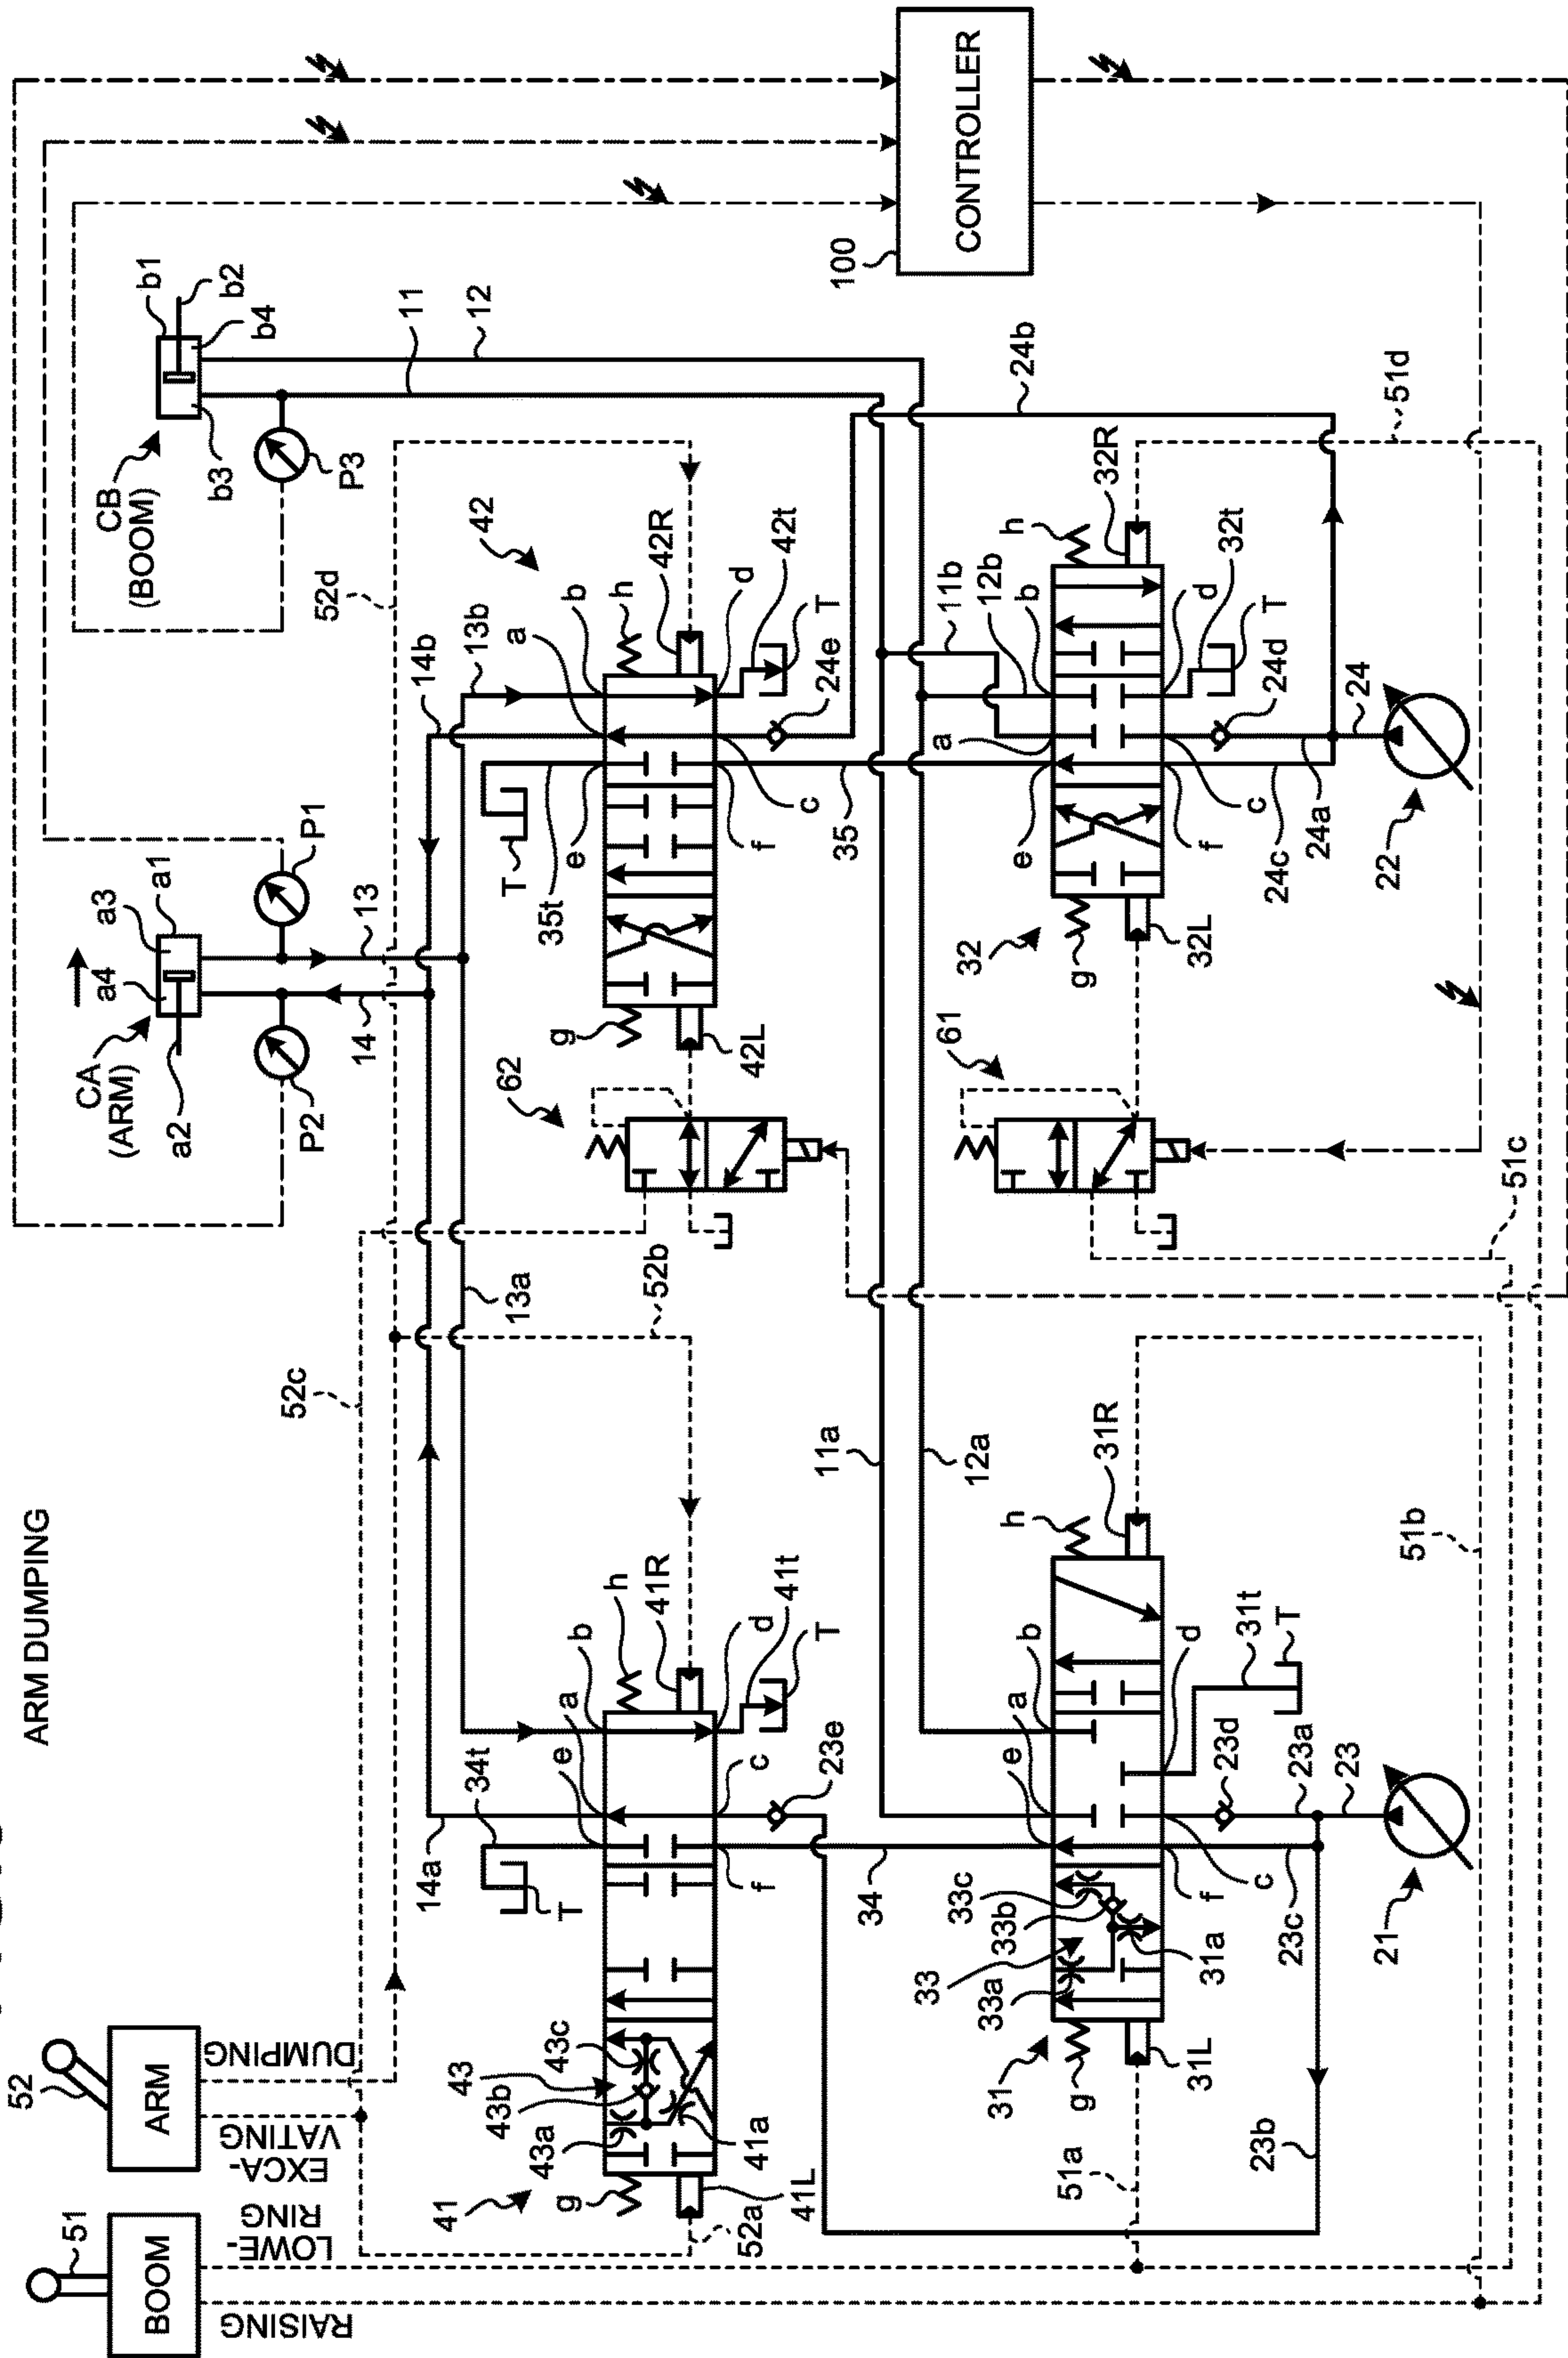 ARM DUMPING
BOOM
51
RAISING
LOWE-
RING
ARM
52
EXCA-
VATING
DUMPING
52c
52b
52d
52a
CA
(ARM)
a1
a2
a3
a4
P1
P2
13
14
13a
14a
13b
14b
CB
(BOOM)
b1
b2
b3
b4
P3
11
12
11a
12a
11b
12b
41
41L
41R
41a
41t
43
43a
43b
43c
g
h
a
b
c
d
e
f
34t
T
T
23e
34
42
42L
42R
42t
g
h
a
b
c
d
e
f
35t
T
T
24e
35
62
61
31
31L
31R
31a
31t
33
33a
33b
33c
g
h
a
b
c
d
e
f
T
23d
23a
23
23b
23c
21
32
32L
32R
32t
g
h
a
b
c
d
e
f
T
24d
24a
24
24b
24c
22
51a
51b
51c
51d
100
CONTROLLER